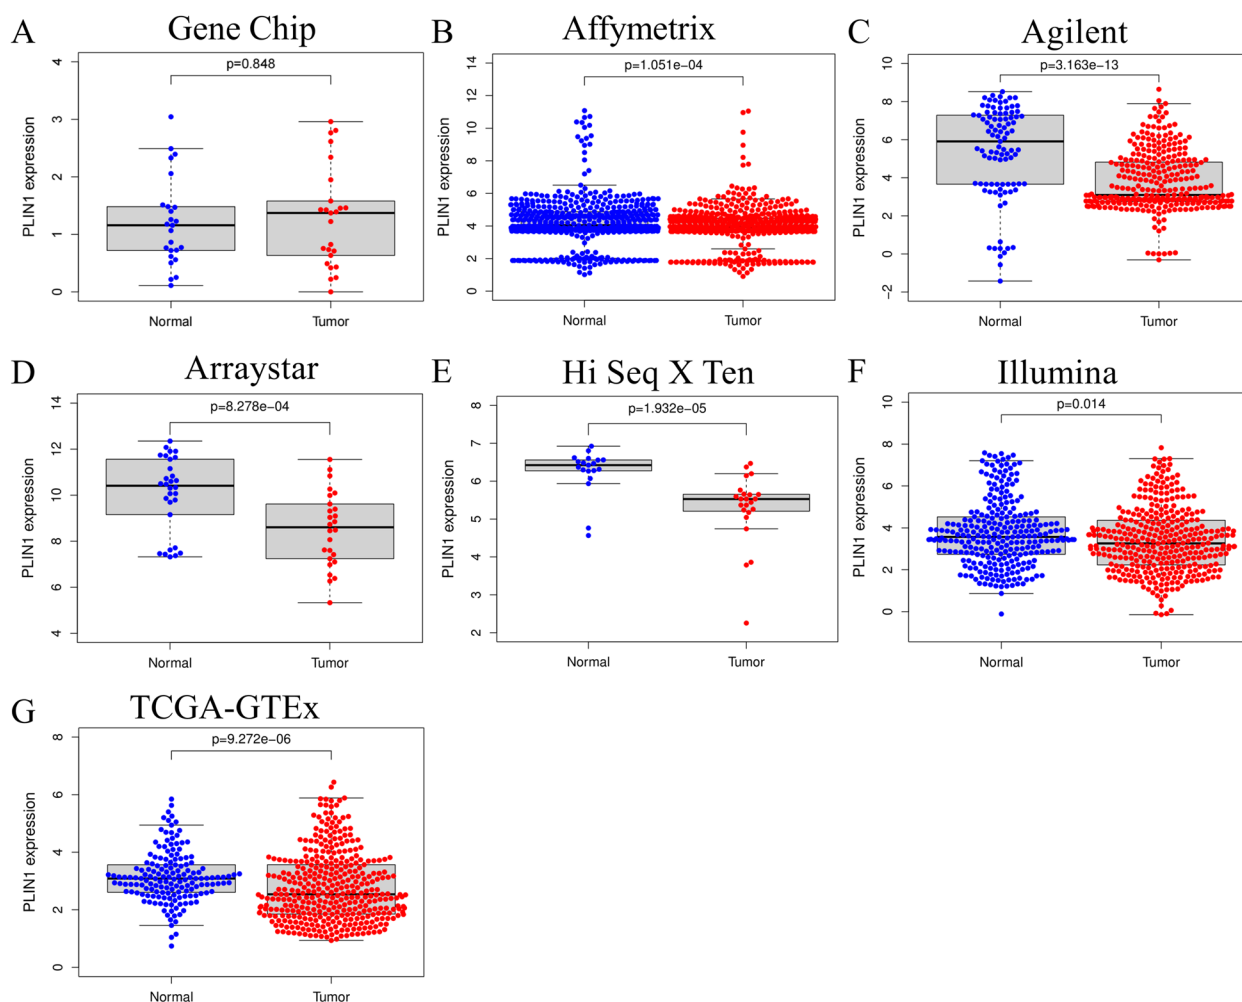 A Gene Chip
p=0.848
PLIN1 expression
4
3
2
1
0
Normal Tumor
B Affymetrix
p=1.051e−04
PLIN1 expression
14
12
10
8
6
4
2
0
Normal Tumor
C Agilent
p=3.163e−13
PLIN1 expression
10
8
6
4
2
0
−2
Normal Tumor
D Arraystar
p=8.278e−04
PLIN1 expression
14
12
10
8
6
4
Normal Tumor
E Hi Seq X Ten
p=1.932e−05
PLIN1 expression
8
7
6
5
4
3
2
Normal Tumor
F Illumina
p=0.014
PLIN1 expression
10
8
6
4
2
0
Normal Tumor
G TCGA-GTEx
p=9.272e−06
PLIN1 expression
8
6
4
2
0
Normal Tumor